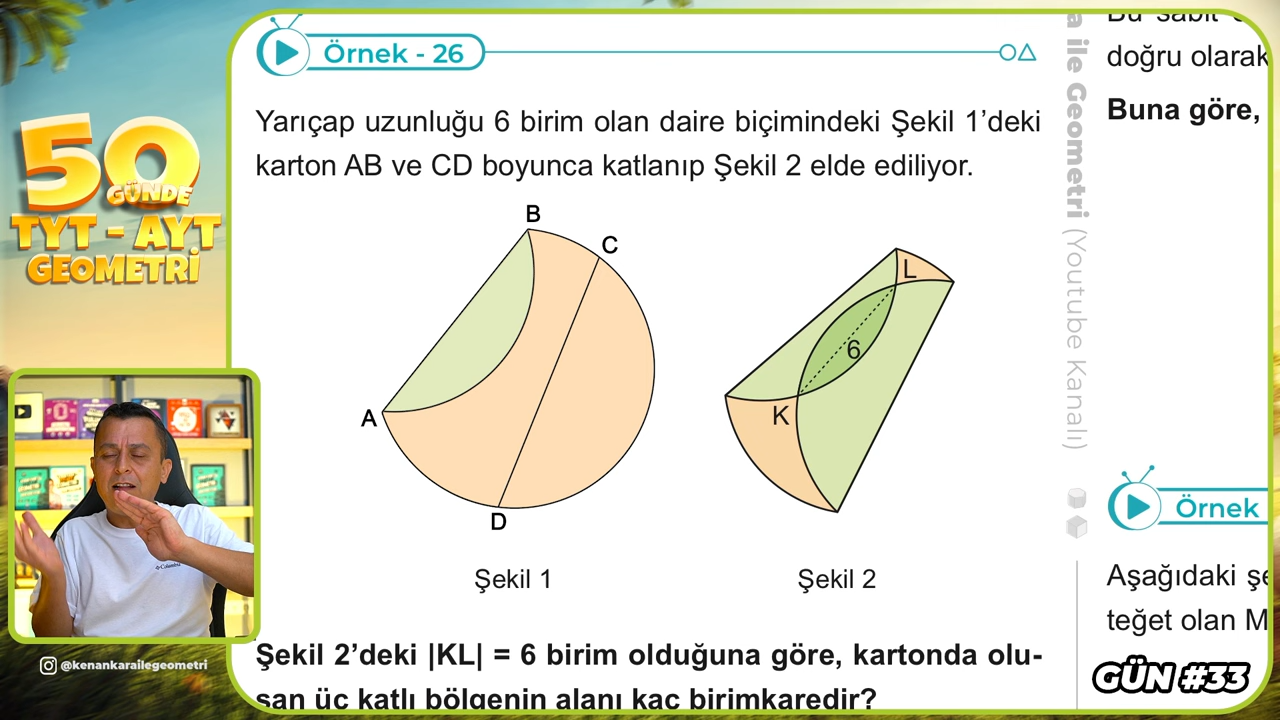 50
GÜNDE
TYT - AYT
GEOMETRİ
Örnek - 26
Yarıçap uzunluğu 6 birim olan daire biçimindeki Şekil 1’deki
karton AB ve CD boyunca katlanıp Şekil 2 elde ediliyor.
B
C
A
D
Şekil 1
L
6
K
Şekil 2
Şekil 2’deki |KL| = 6 birim olduğuna göre, kartonda olu-
şan üç katlı bölgenin alanı kaç birimkaredir?
ile Geometri (Youtube Kanalı)
doğru olarak
Buna göre,
Örnek
Aşağıdaki
teğet olan M
GÜN #33
@kenankarailegeometri